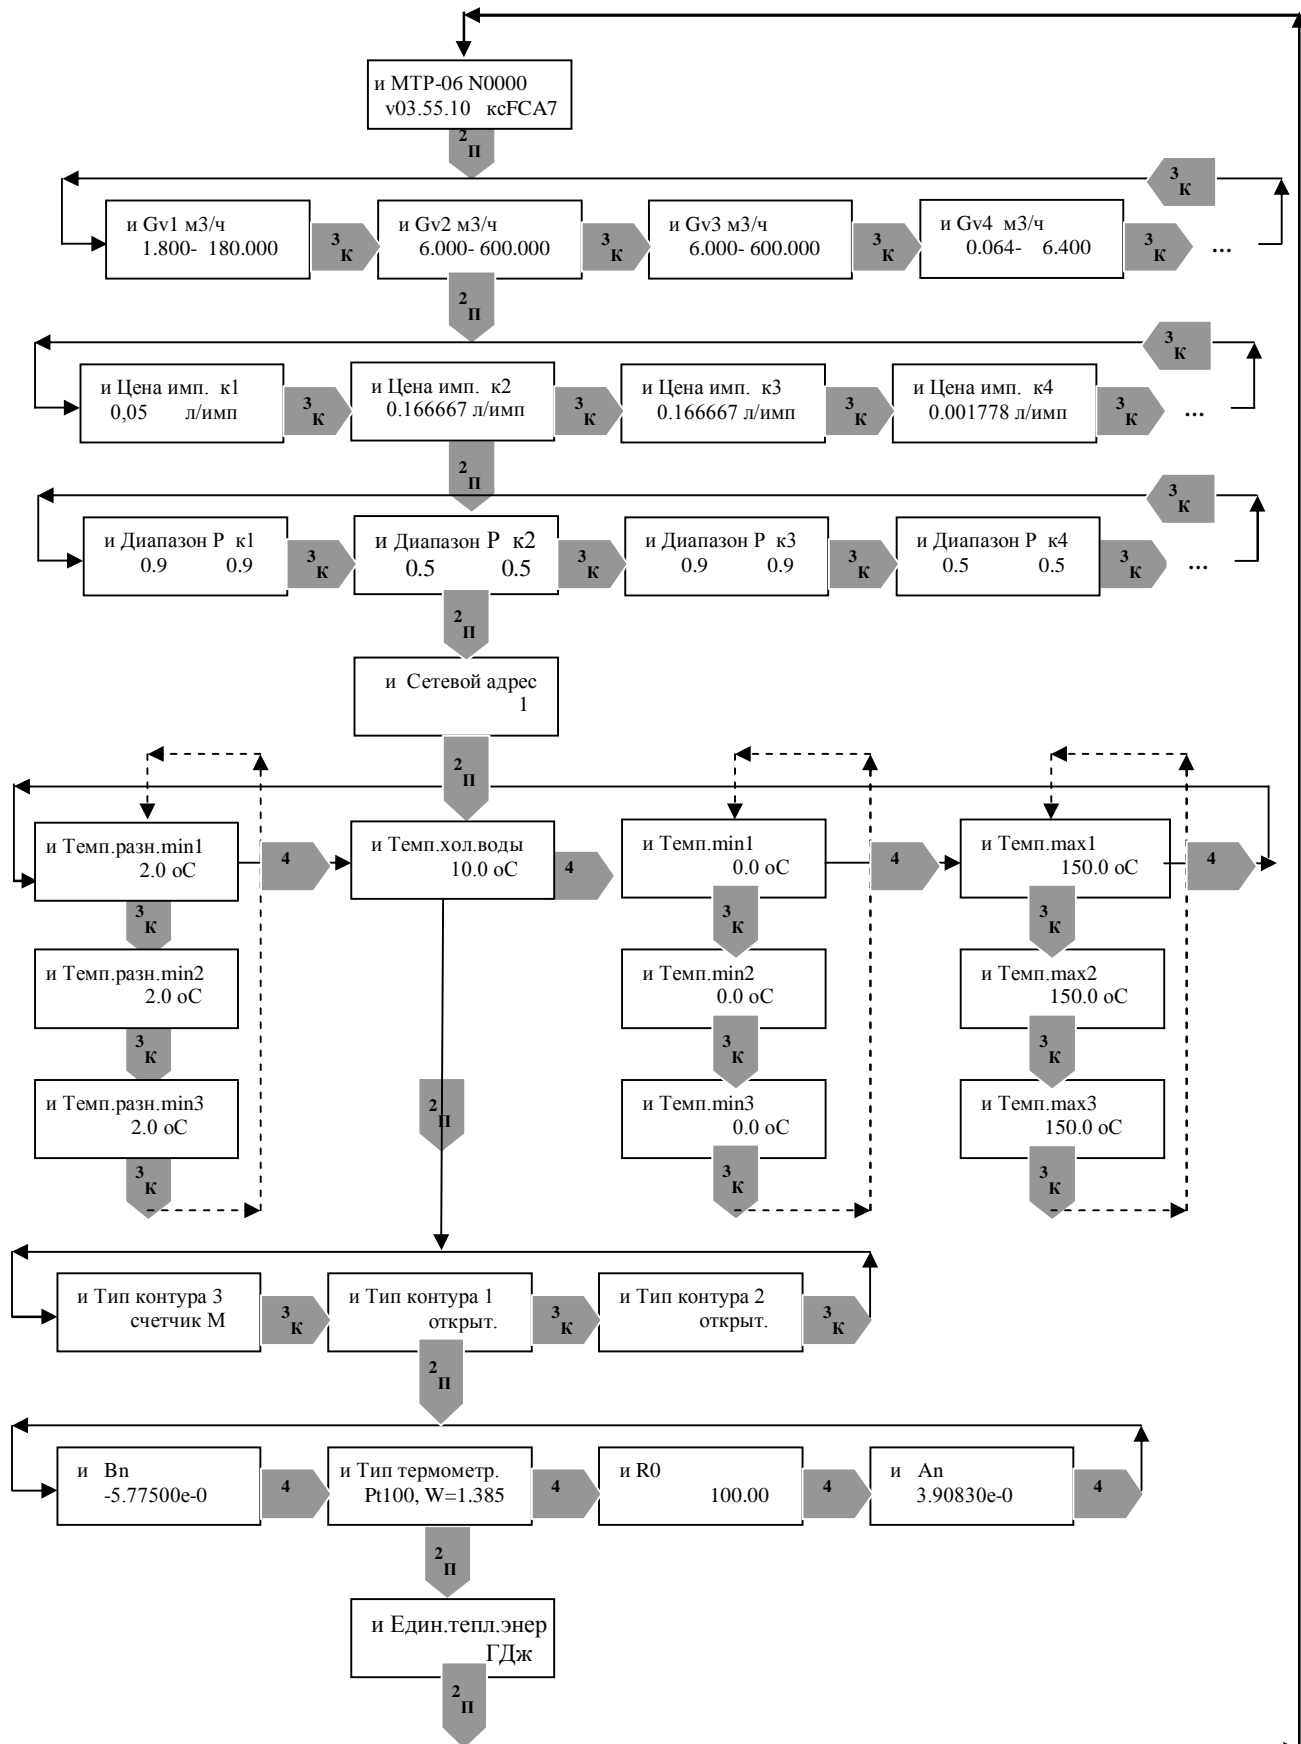 и МТР-06 N0000
v03.55.10 ксFCA7
2
П
3
К
и Gv1 м3/ч
1.800- 180.000
3
К
и Gv2 м3/ч
6.000- 600.000
3
К
и Gv3 м3/ч
6.000- 600.000
3
К
и Gv4 м3/ч
0.064- 6.400
3
К
...
2
П
3
К
и Цена имп. к1
0,05 л/имп
3
К
и Цена имп. к2
0.166667 л/имп
3
К
и Цена имп. к3
0.166667 л/имп
3
К
и Цена имп. к4
0.001778 л/имп
3
К
...
2
П
3
К
и Диапазон Р к1
0.9 0.9
3
К
и Диапазон Р к2
0.5 0.5
3
К
и Диапазон Р к3
0.9 0.9
3
К
и Диапазон Р к4
0.5 0.5
3
К
...
2
П
и Сетевой адрес
1
2
П
и Темп.разн.min1
2.0 оС
4
и Темп.хол.воды
10.0 оС
4
и Темп.min1
0.0 оС
4
и Темп.max1
150.0 оС
4
3
К
3
К
3
К
и Темп.разн.min2
2.0 оС
и Темп.min2
0.0 оС
и Темп.max2
150.0 оС
3
К
3
К
3
К
и Темп.разн.min3
2.0 оС
2
П
и Темп.min3
0.0 оС
и Темп.max3
150.0 оС
3
К
3
К
3
К
и Тип контура 3
счетчик М
3
К
и Тип контура 1
открыт.
3
К
и Тип контура 2
открыт.
3
К
2
П
и Bn
-5.77500e-0
4
и Тип термометр.
Pt100, W=1.385
4
и R0
100.00
4
и An
3.90830e-0
4
2
П
и Един.тепл.энер
ГДж
2
П